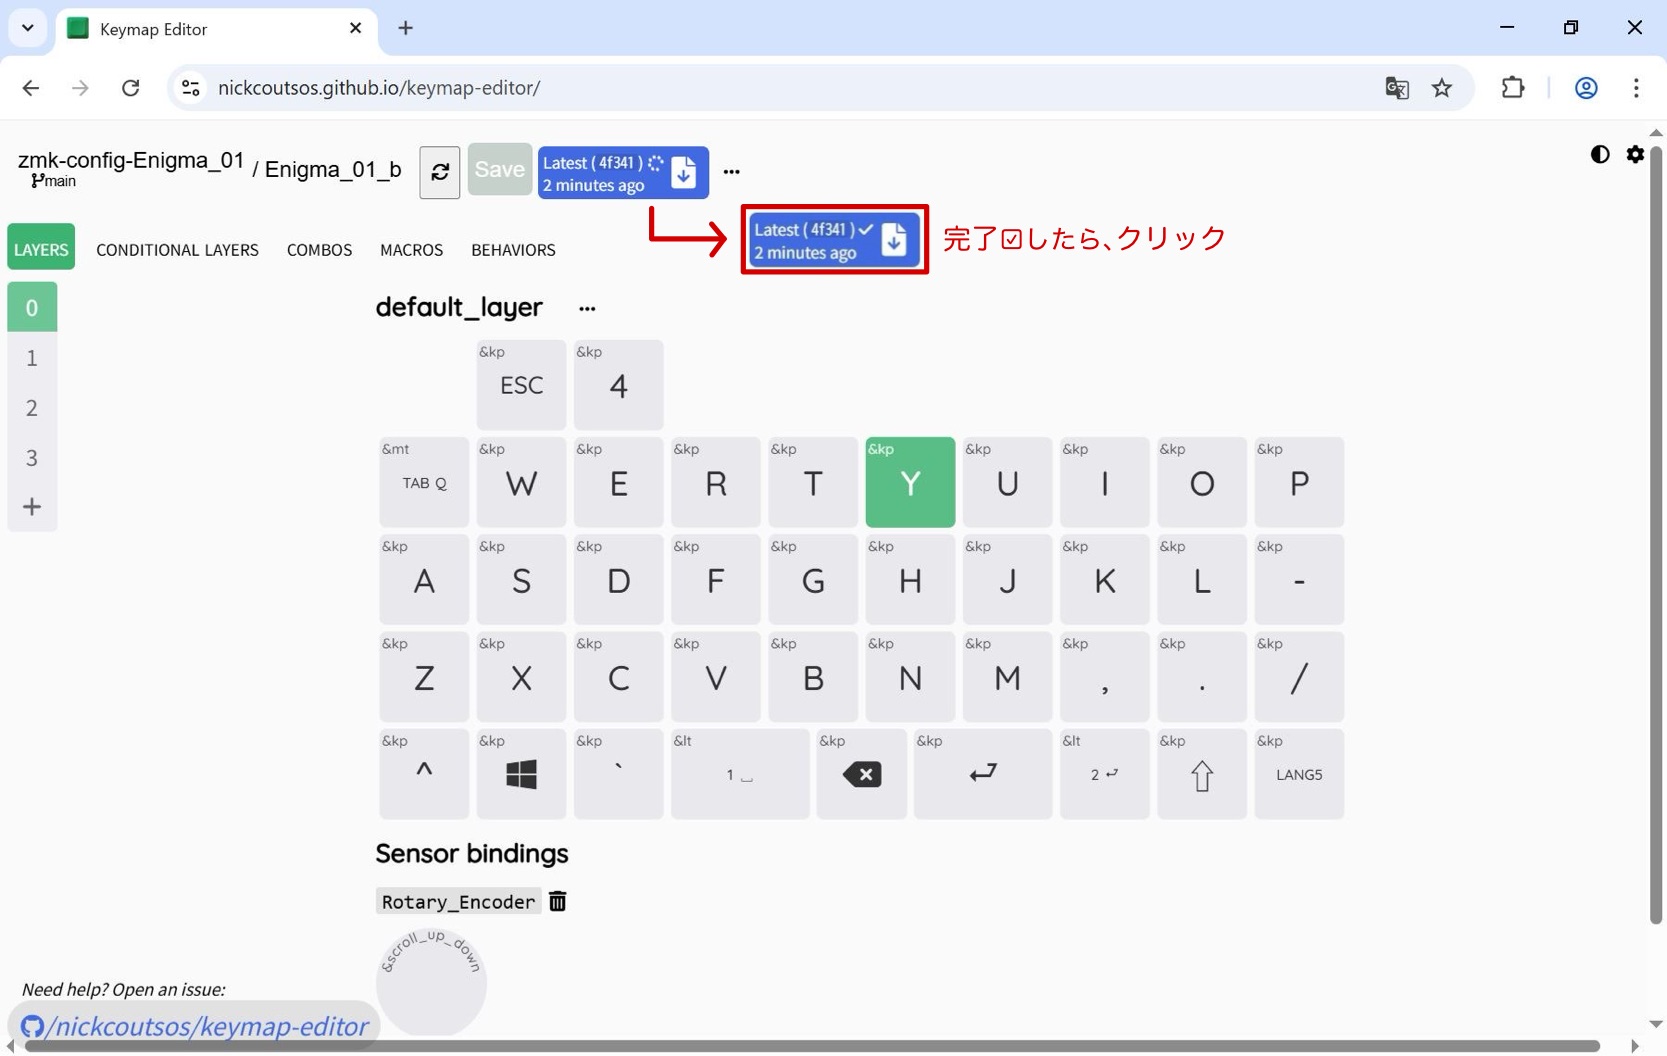 Keymap Editor
nickcoutsos.github.io/keymap-editor/
zmk-config-Enigma_01 / Enigma_01_b
main
Save
Latest ( 4f341 )
2 minutes ago
...
Latest ( 4f341 ) ✓
2 minutes ago
完了☑したら、クリック
LAYERS CONDITIONAL LAYERS COMBOS MACROS BEHAVIORS
0
1
2
3
+
default_layer ...
&kp ESC &kp 4
&mt TAB Q &kp W &kp E &kp R &kp T &kp Y &kp U &kp I &kp O &kp P
&kp A &kp S &kp D &kp F &kp G &kp H &kp J &kp K &kp L &kp -
&kp Z &kp X &kp C &kp V &kp B &kp N &kp M &kp , &kp . &kp /
&kp ^ &kp &kp ` &lt 1 ⎵ &kp ⌫ &kp ⏎ &lt 2 ⏎ &kp ⇧ &kp LANG5
Sensor bindings
Rotary_Encoder
&scroll_up_down
Need help? Open an issue:
/nickcoutsos/keymap-editor